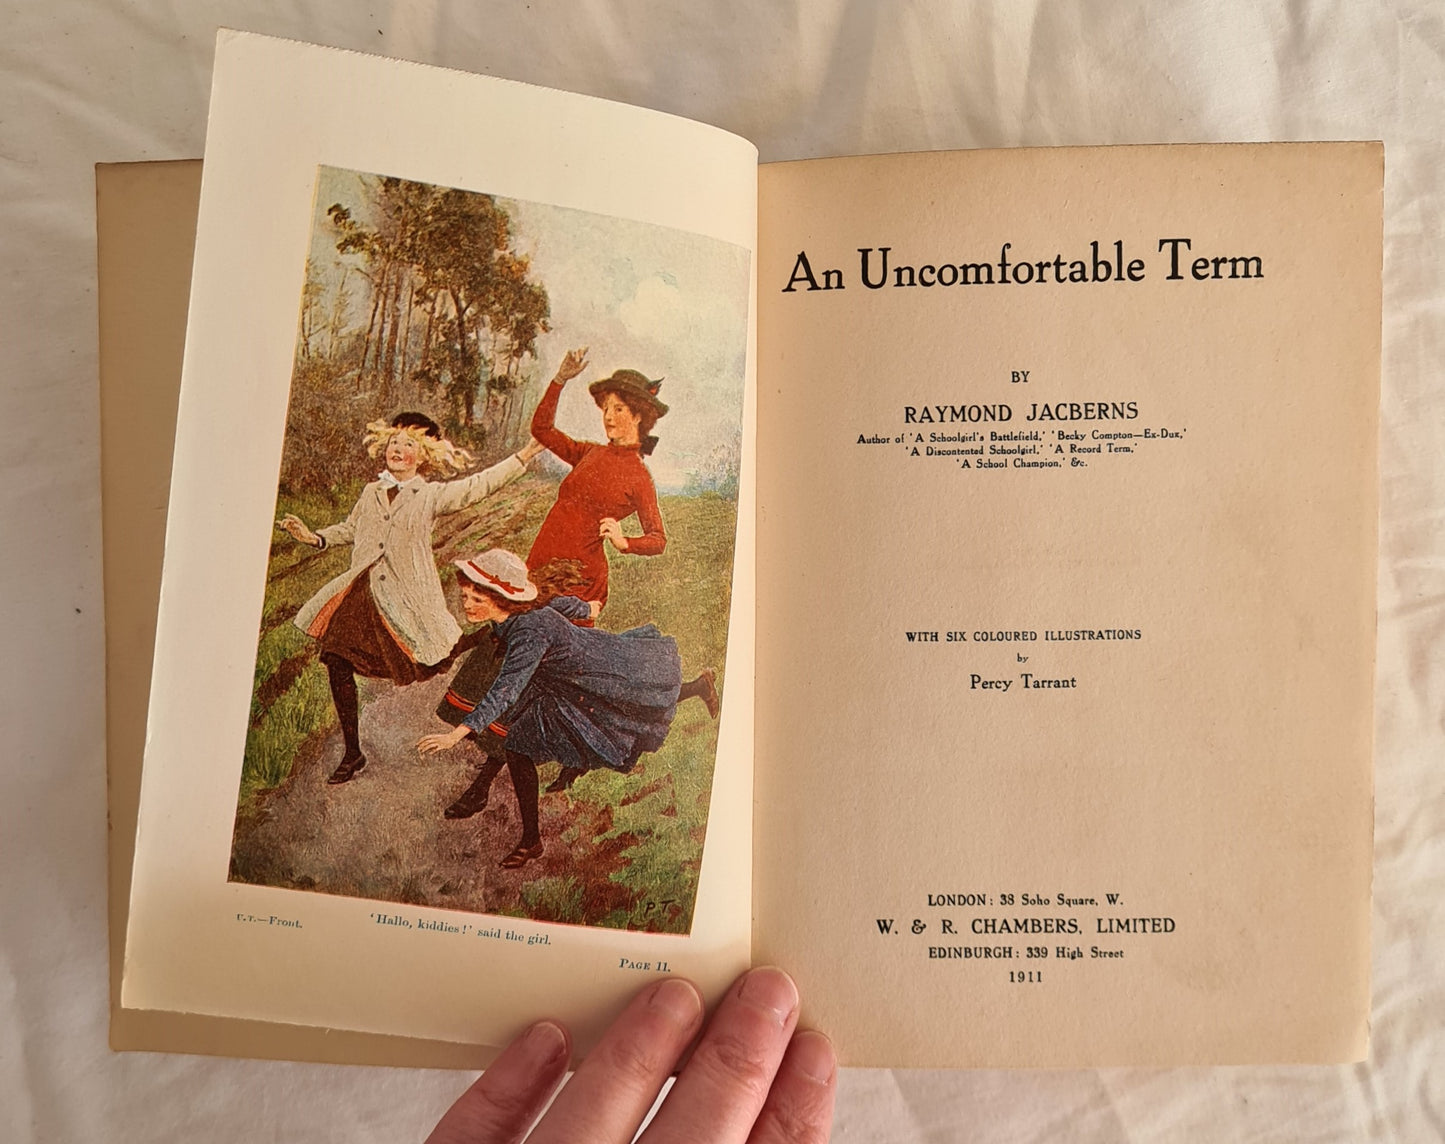 P T
U.T.—Front.
'Hallo, kiddies!' said the girl.
PAGE 11.
An Uncomfortable Term
BY
RAYMOND JACBERNS
Author of 'A Schoolgirl's Battlefield,' 'Becky Compton—Ex-Dux,'
'A Discontented Schoolgirl,' 'A Record Term,'
'A School Champion,' &c.
WITH SIX COLOURED ILLUSTRATIONS
by
Percy Tarrant
LONDON: 38 Soho Square, W.
W. & R. CHAMBERS, LIMITED
EDINBURGH: 339 High Street
1911